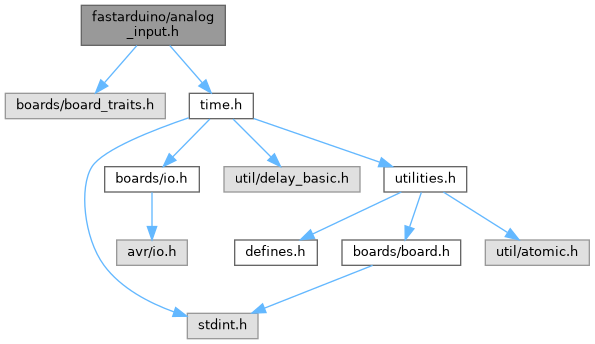 fastarduino/analog
_input.h
boards/board_traits.h
time.h
boards/io.h
util/delay_basic.h
utilities.h
avr/io.h
defines.h
boards/board.h
util/atomic.h
stdint.h